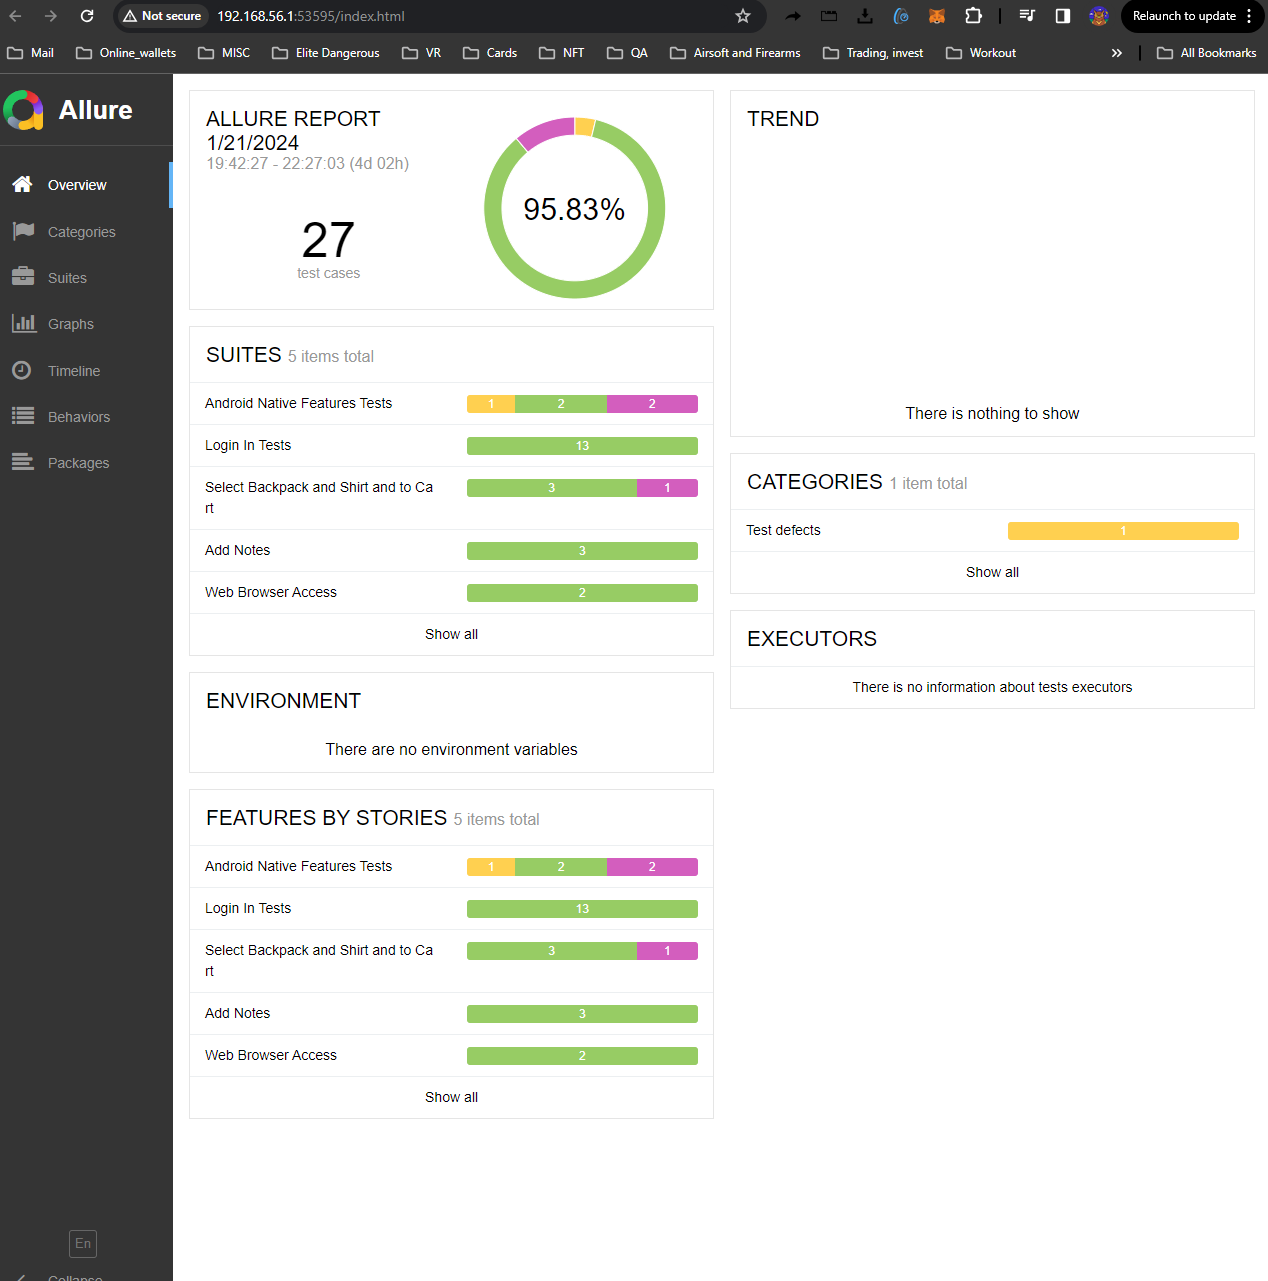 Not secure
192.168.56.1:53595/index.html
Relaunch to update
Mail
Online_wallets
MISC
Elite Dangerous
VR
Cards
NFT
QA
Airsoft and Firearms
Trading, invest
Workout
»
All Bookmarks
Allure
Overview
Categories
Suites
Graphs
Timeline
Behaviors
Packages
En
Collapse
ALLURE REPORT
1/21/2024
19:42:27 - 22:27:03 (4d 02h)
27
test cases
95.83%
SUITES 5 items total
Android Native Features Tests
1 2 2
Login In Tests
13
Select Backpack and Shirt and to Ca
rt
3 1
Add Notes
3
Web Browser Access
2
Show all
ENVIRONMENT
There are no environment variables
FEATURES BY STORIES 5 items total
Android Native Features Tests
1 2 2
Login In Tests
13
Select Backpack and Shirt and to Ca
rt
3 1
Add Notes
3
Web Browser Access
2
Show all
TREND
There is nothing to show
CATEGORIES 1 item total
Test defects
1
Show all
EXECUTORS
There is no information about tests executors